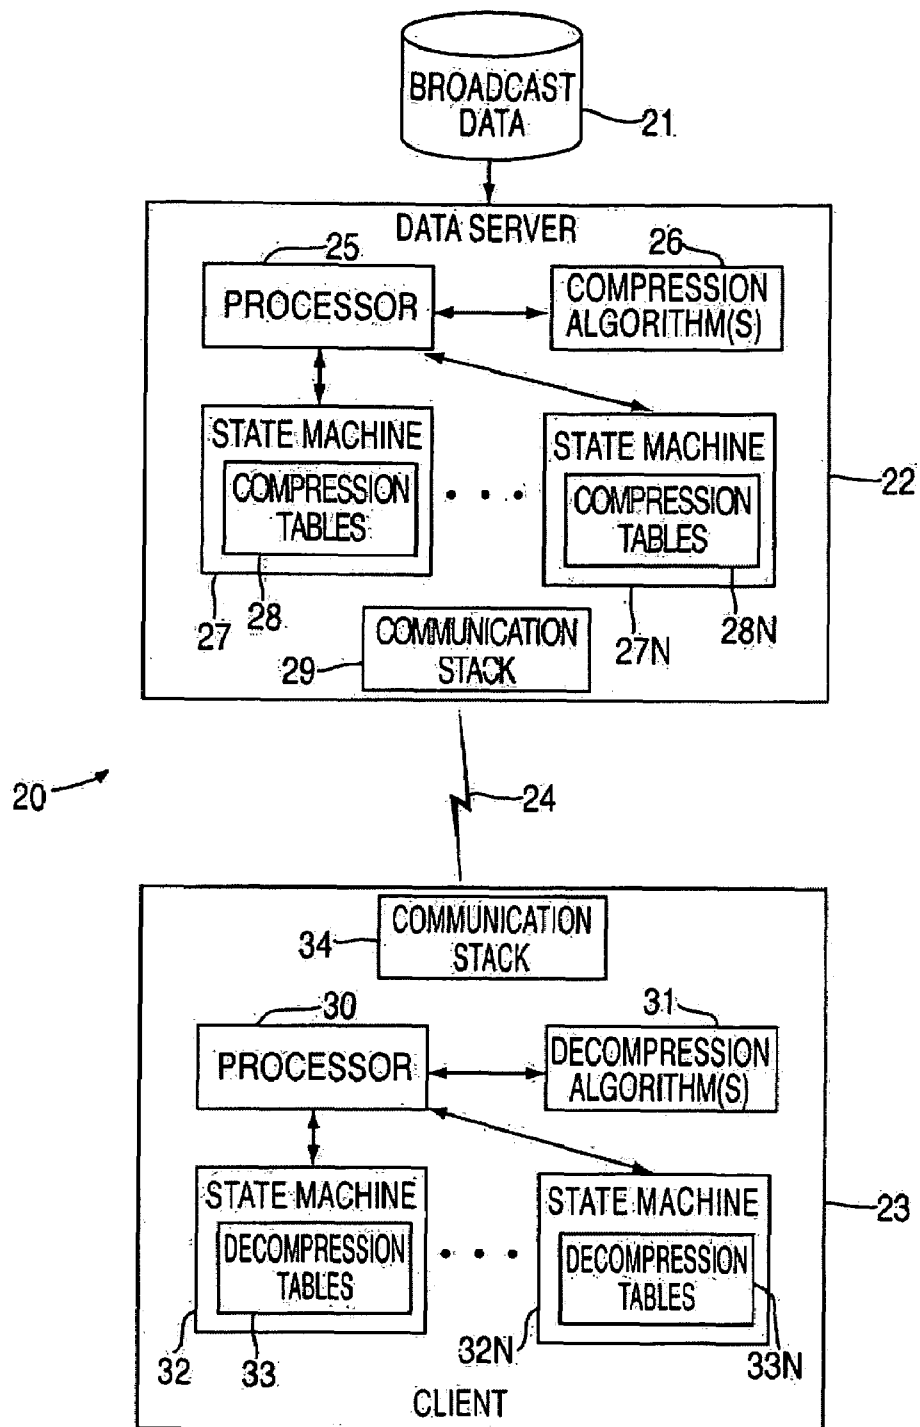 BROADCAST
DATA
21
DATA SERVER
25
26
PROCESSOR
COMPRESSION
ALGORITHM(S)
STATE MACHINE
COMPRESSION
TABLES
STATE MACHINE
COMPRESSION
TABLES
22
27
28
27N
28N
29
COMMUNICATION
STACK
20
24
34
COMMUNICATION
STACK
30
31
PROCESSOR
DECOMPRESSION
ALGORITHM(S)
STATE MACHINE
DECOMPRESSION
TABLES
STATE MACHINE
DECOMPRESSION
TABLES
23
32
33
32N
33N
CLIENT